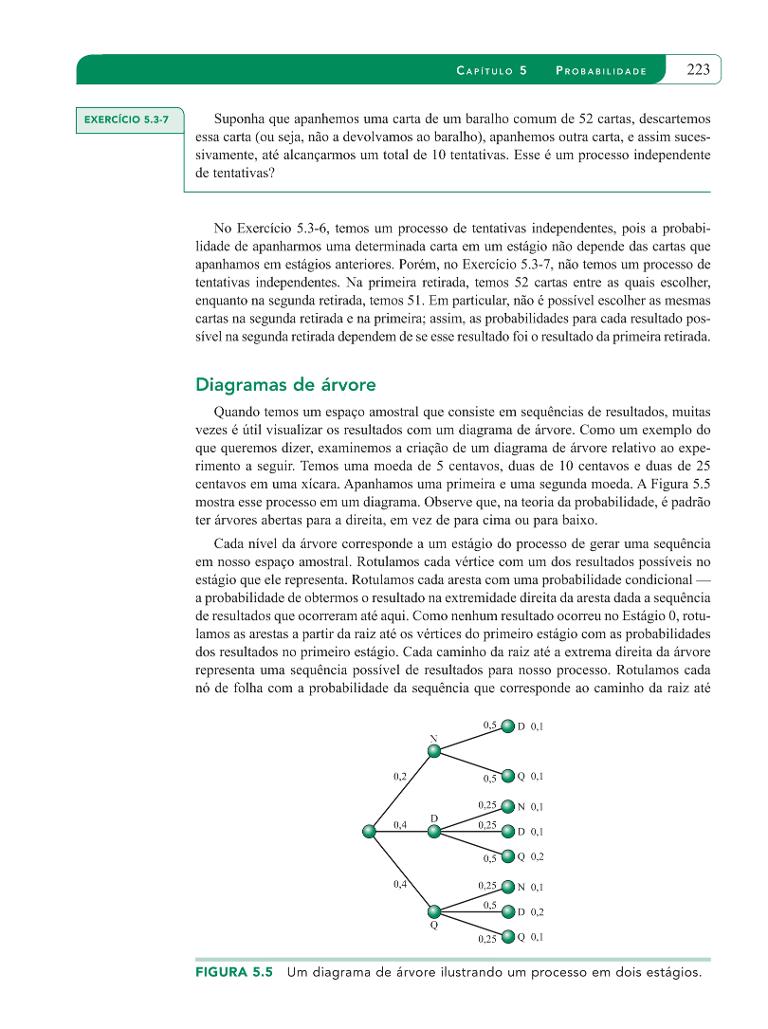 CAPÍTULO 5 PROBABILIDADE 223
EXERCÍCIO 5.3-7
Suponha que apanhemos uma carta de um baralho comum de 52 cartas, descartemos
essa carta (ou seja, não a devolvamos ao baralho), apanhemos outra carta, e assim suces-
sivamente, até alcançarmos um total de 10 tentativas. Esse é um processo independente
de tentativas?
No Exercício 5.3-6, temos um processo de tentativas independentes, pois a probabi-
lidade de apanharmos uma determinada carta em um estágio não depende das cartas que
apanhamos em estágios anteriores. Porém, no Exercício 5.3-7, não temos um processo de
tentativas independentes. Na primeira retirada, temos 52 cartas entre as quais escolher,
enquanto na segunda retirada, temos 51. Em particular, não é possível escolher as mesmas
cartas na segunda retirada e na primeira; assim, as probabilidades para cada resultado pos-
sível na segunda retirada dependem de se esse resultado foi o resultado da primeira retirada.
Diagramas de árvore
Quando temos um espaço amostral que consiste em sequências de resultados, muitas
vezes é útil visualizar os resultados com um diagrama de árvore. Como um exemplo do
que queremos dizer, examinemos a criação de um diagrama de árvore relativo ao expe-
rimento a seguir. Temos uma moeda de 5 centavos, duas de 10 centavos e duas de 25
centavos em uma xícara. Apanhamos uma primeira e uma segunda moeda. A Figura 5.5
mostra esse processo em um diagrama. Observe que, na teoria da probabilidade, é padrão
ter árvores abertas para a direita, em vez de para cima ou para baixo.
Cada nível da árvore corresponde a um estágio do processo de gerar uma sequência
em nosso espaço amostral. Rotulamos cada vértice com um dos resultados possíveis no
estágio que ele representa. Rotulamos cada aresta com uma probabilidade condicional —
a probabilidade de obtermos o resultado na extremidade direita da aresta dada a sequência
de resultados que ocorreram até aqui. Como nenhum resultado ocorreu no Estágio 0, rotu-
lamos as arestas a partir da raiz até os vértices do primeiro estágio com as probabilidades
dos resultados no primeiro estágio. Cada caminho da raiz até a extrema direita da árvore
representa uma sequência possível de resultados para nosso processo. Rotulamos cada
nó de folha com a probabilidade da sequência que corresponde ao caminho da raiz até
0,5 D 0,1
N
0,2 0,5 Q 0,1
0,25 N 0,1
D
0,4 0,25 D 0,1
0,5 Q 0,2
0,4 0,25 N 0,1
0,5 D 0,2
Q
0,25 Q 0,1
FIGURA 5.5 Um diagrama de árvore ilustrando um processo em dois estágios.